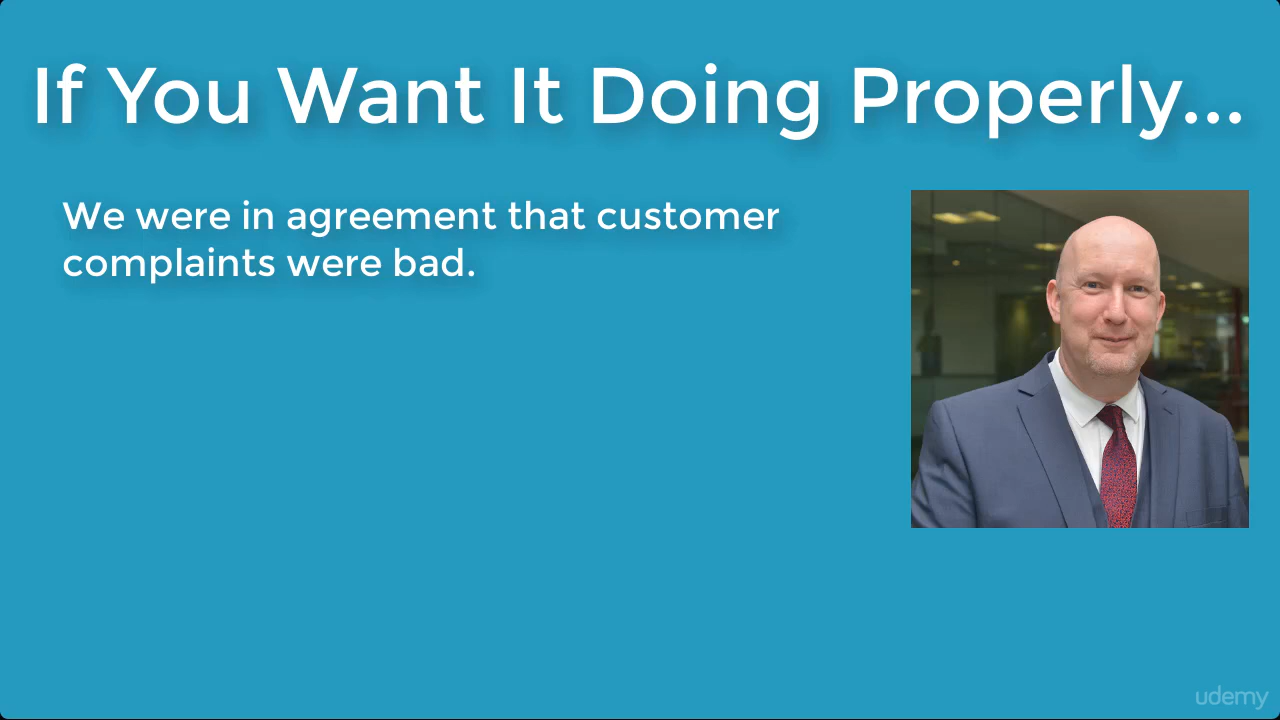 If You Want It Doing Properly...
We were in agreement that customer
complaints were bad.
udemy